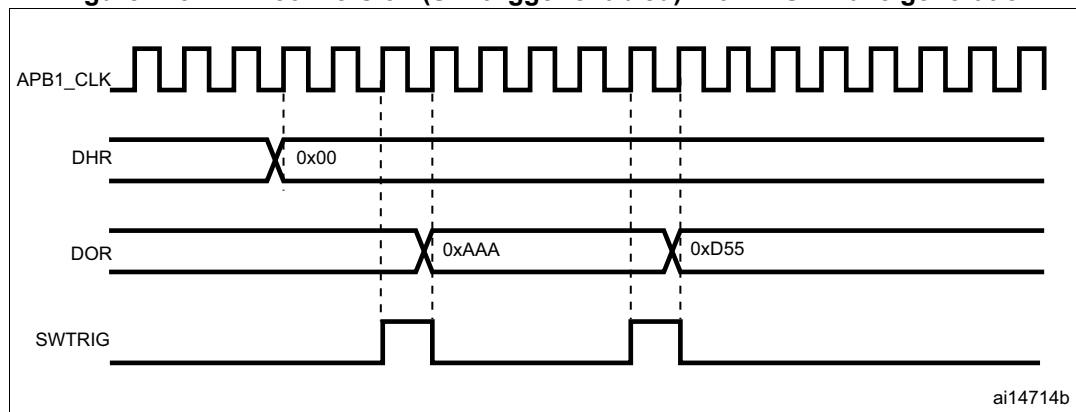 APB1_CLK
DHR
0x00
DOR
0xAAA
0xD55
SWTRIG
ai14714b